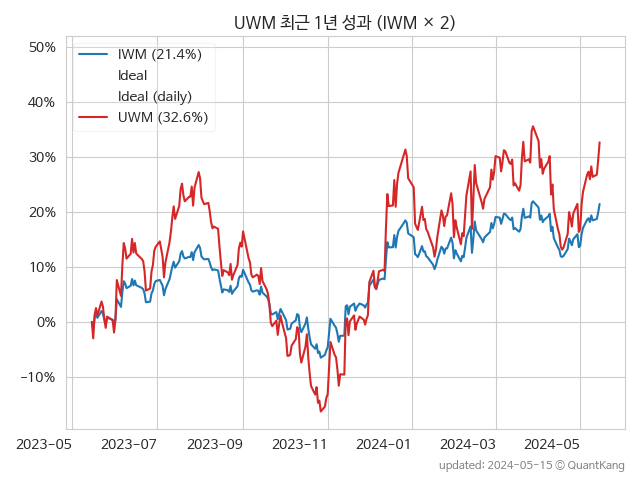 UWM 최근 1년 성과 (IWM × 2)
50%
40%
30%
20%
10%
0%
−10%
IWM (21.4%)
Ideal
Ideal (daily)
UWM (32.6%)
2023-05
2023-07
2023-09
2023-11
2024-01
2024-03
2024-05
updated: 2024-05-15 © QuantKang